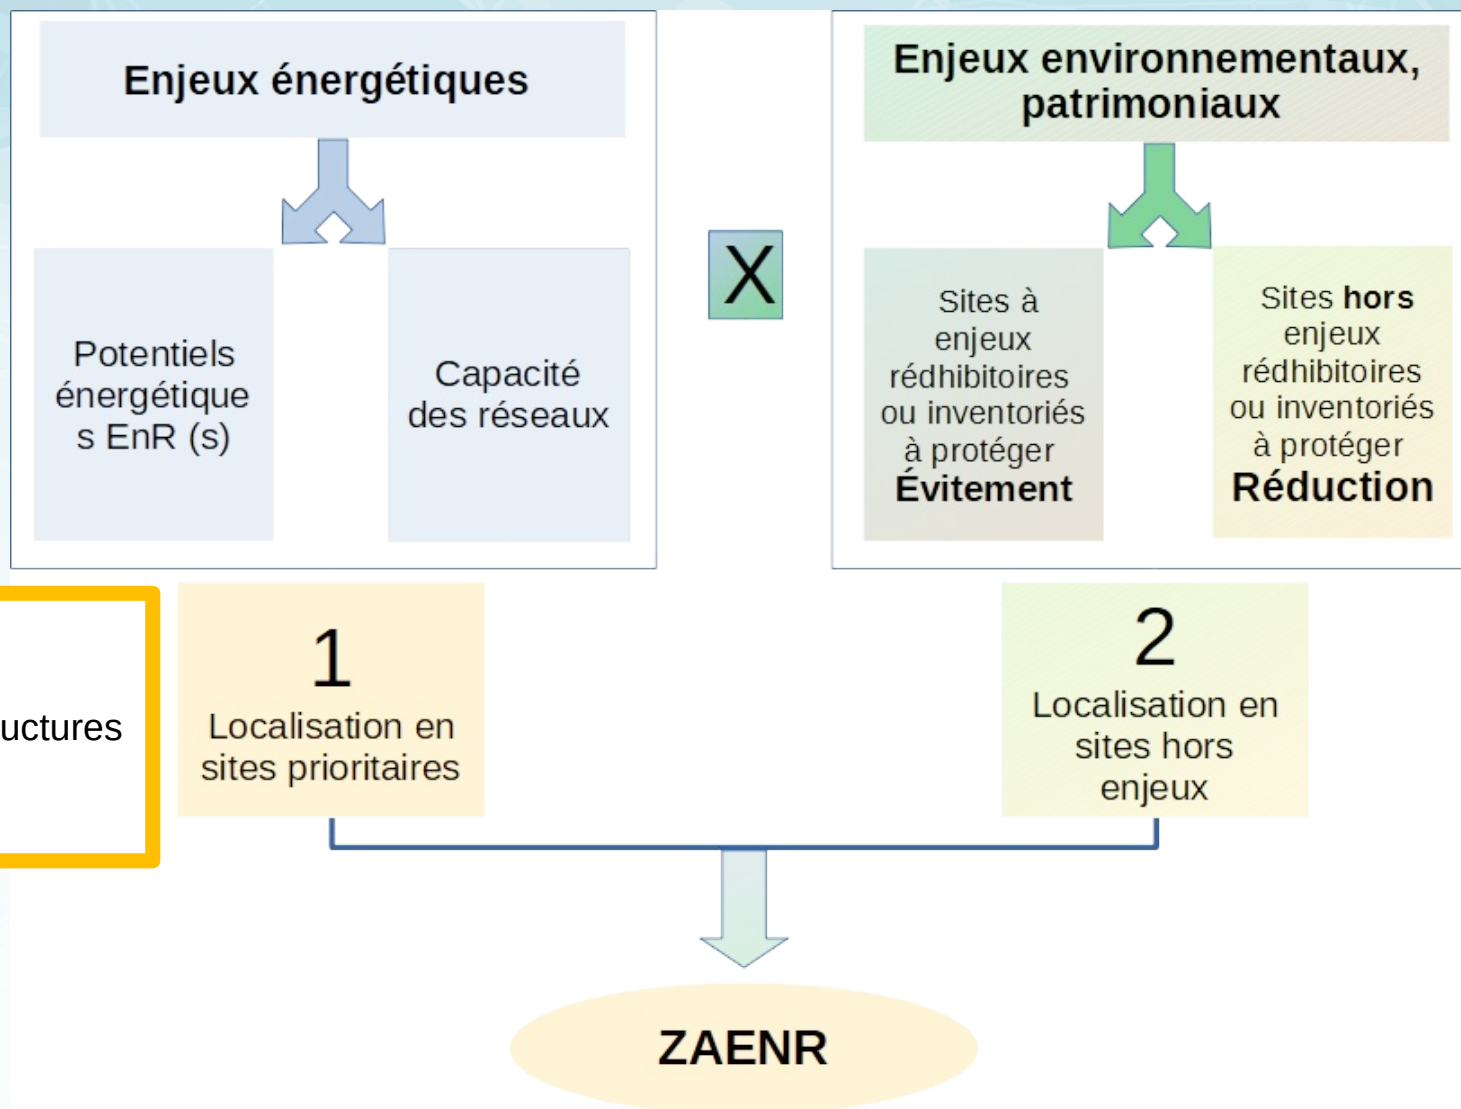 Enjeux énergétiques
Potentiels
énergétique
s EnR (s)
Capacité
des réseaux
X
Enjeux environnementaux,
patrimoniaux
Sites à
enjeux
rédhibitoires
ou inventoriés
à protéger
Évitement
Sites hors
enjeux
rédhibitoires
ou inventoriés
à protéger
Réduction
uctures
1
Localisation en
sites prioritaires
2
Localisation en
sites hors
enjeux
ZAENR